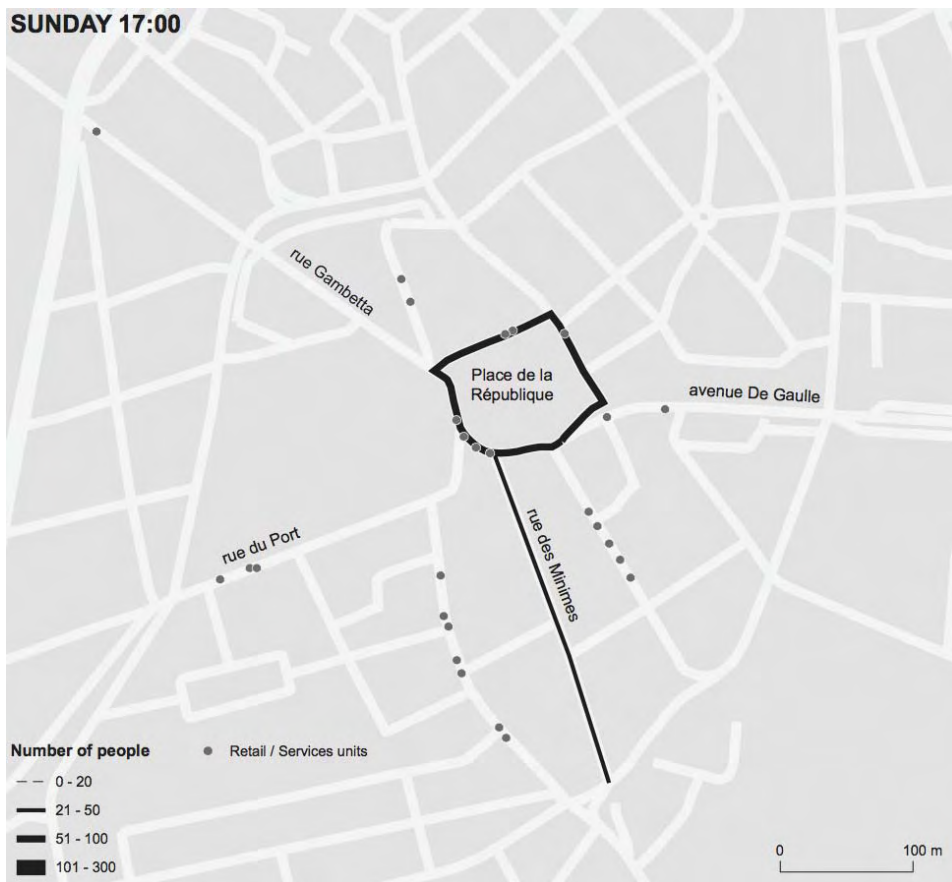 SUNDAY 17:00
rue Gambetta
Place de la
République
avenue De Gaulle
rue des Minimes
rue du Port
Number of people
Retail / Services units
0 - 20
21 - 50
51 - 100
101 - 300
0
100 m